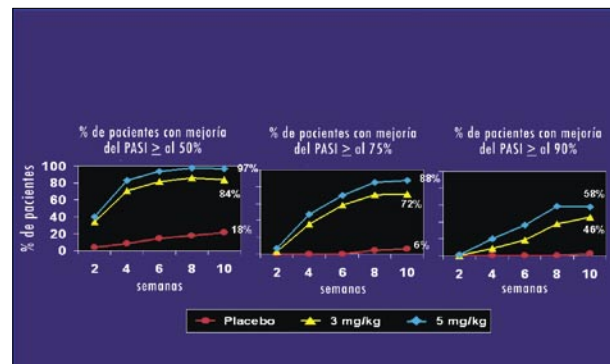 % de pacientes con mejoría
del PASI ≥ al 50%
% de pacientes con mejoría
del PASI ≥ al 75%
% de pacientes con mejoría
del PASI ≥ al 90%
% de pacientes
100
80
60
40
20
0
97%
84%
18%
88%
72%
6%
58%
46%
2 4 6 8 10
2 4 6 8 10
2 4 6 8 10
semanas
semanas
semanas
Placebo 3 mg/kg 5 mg/kg